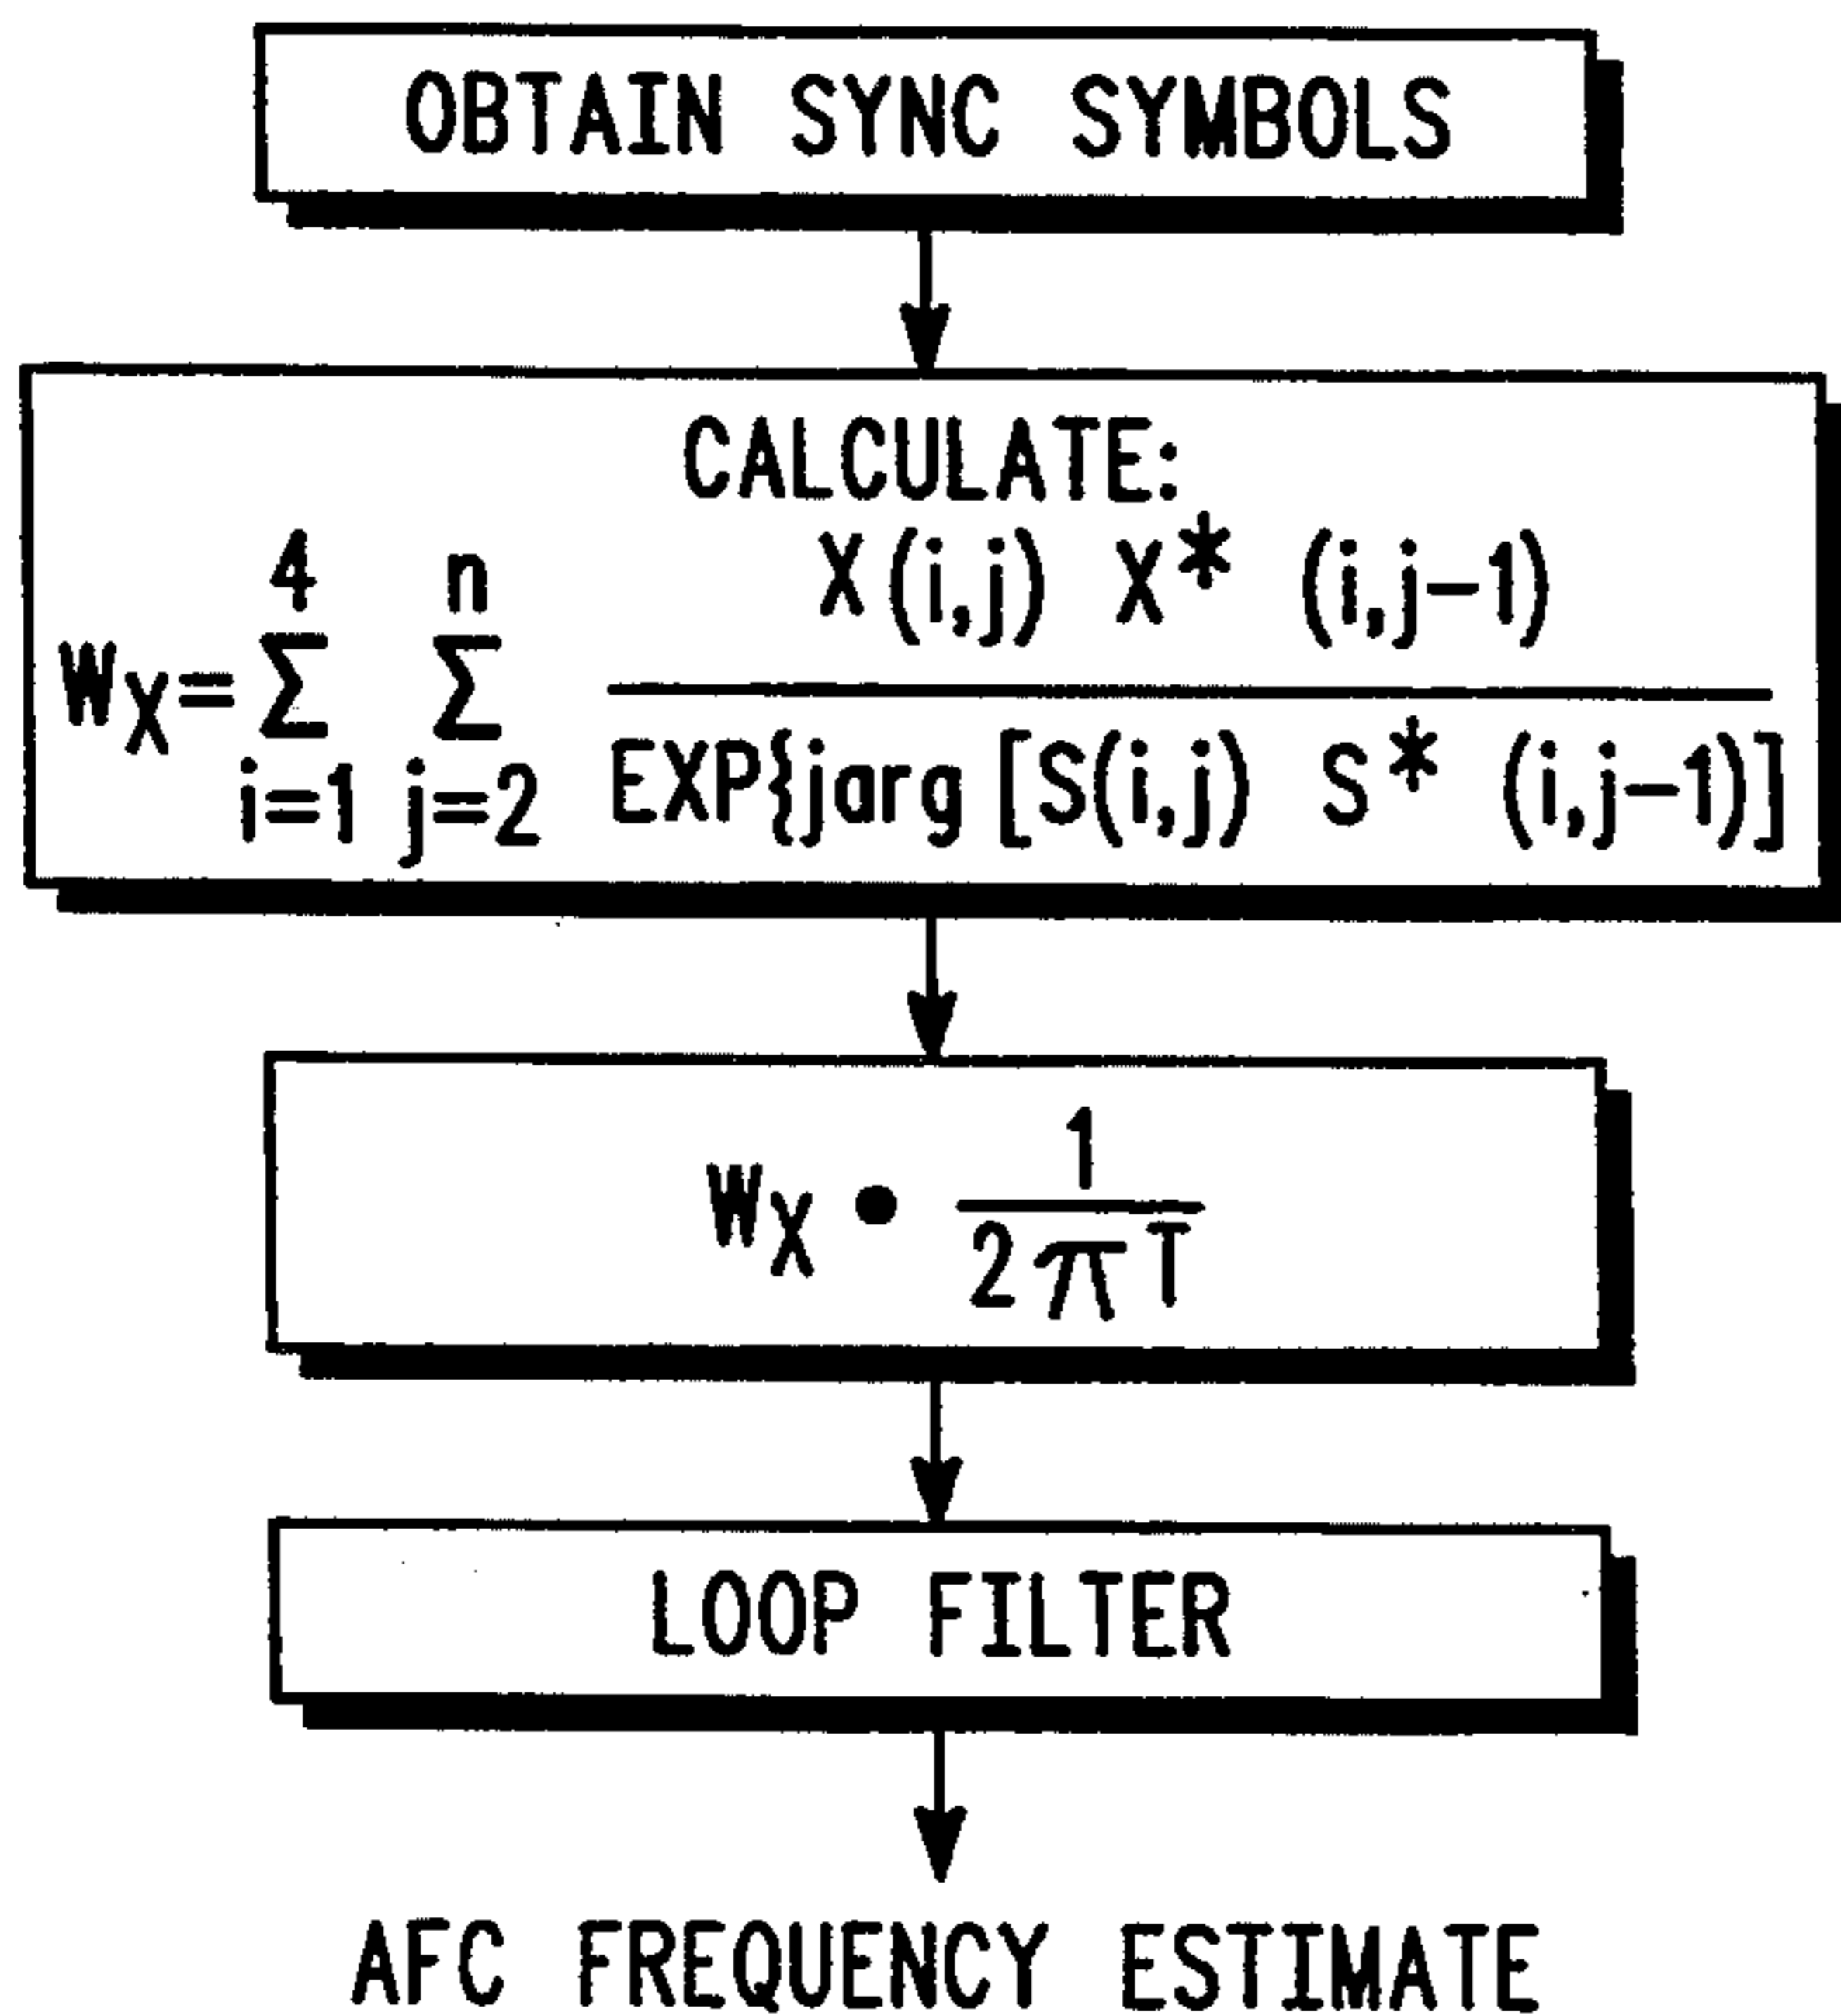 OBTAIN SYNC SYMBOLS
CALCULATE:
4 n X(i,j) X* (i,j-1)
WX=Σ Σ
i=1 j=2 EXP{jarg [S(i,j) S* (i,j-1)]
WX • 1
2πT
LOOP FILTER
AFC FREQUENCY ESTIMATE